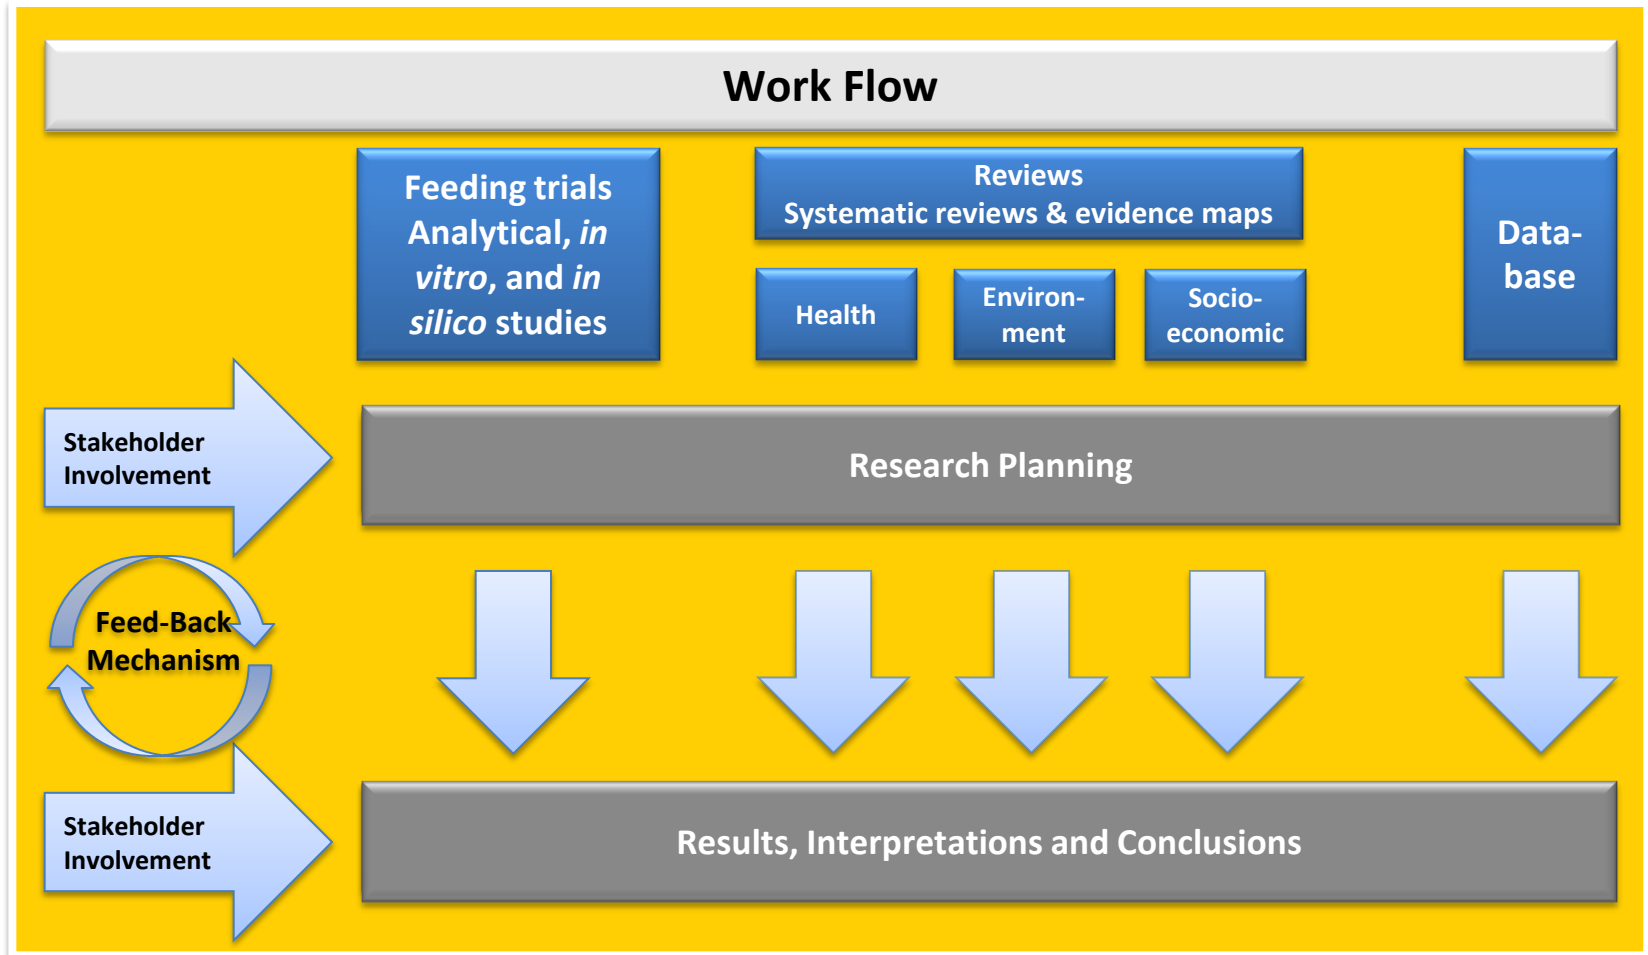 Work Flow
Feeding trials
Analytical, in
vitro, and in
silico studies
Reviews
Systematic reviews & evidence maps
Health
Environ-
ment
Socio-
economic
Data-
base
Stakeholder
Involvement
Research Planning
Feed-Back
Mechanism
Stakeholder
Involvement
Results, Interpretations and Conclusions